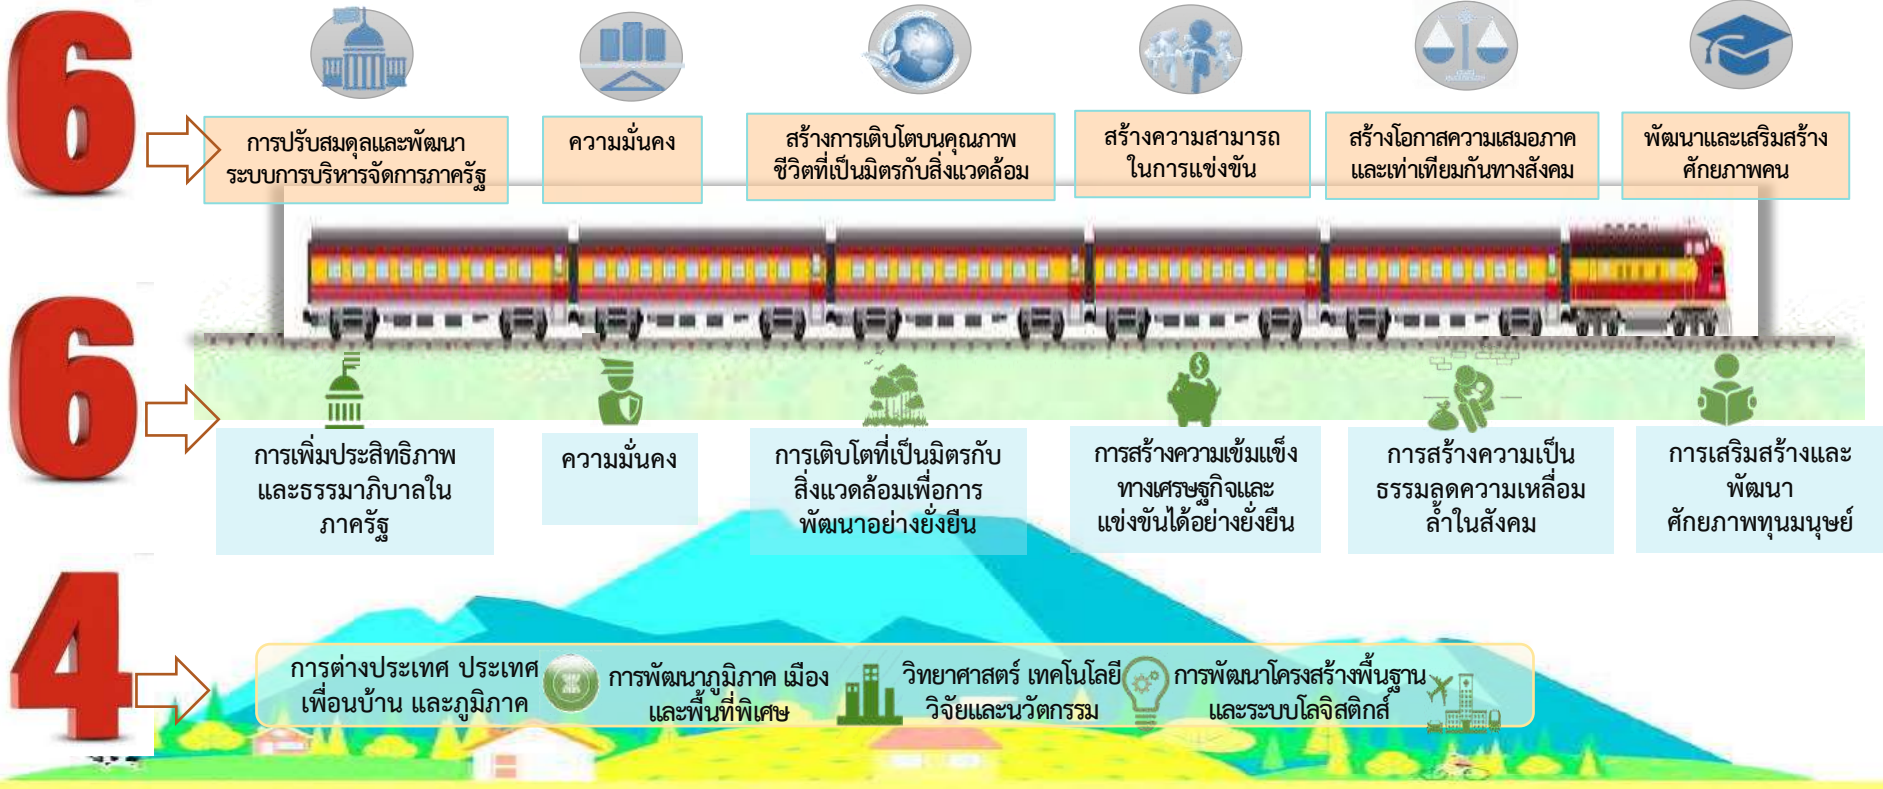 6
การปรับสมดุลและพัฒนา
ระบบการบริหารจัดการภาครัฐ
ความมั่นคง
สร้างการเติบโตบนคุณภาพ
ชีวิตที่เป็นมิตรกับสิ่งแวดล้อม
สร้างความสามารถ
ในการแข่งขัน
สร้างโอกาสความเสมอภาค
และเท่าเทียมกันทางสังคม
พัฒนาและเสริมสร้าง
ศักยภาพคน
6
การเพิ่มประสิทธิภาพ
และธรรมาภิบาลใน
ภาครัฐ
ความมั่นคง
การเติบโตที่เป็นมิตรกับ
สิ่งแวดล้อมเพื่อการ
พัฒนาอย่างยั่งยืน
$
การสร้างความเข้มแข็ง
ทางเศรษฐกิจและ
แข่งขันได้อย่างยั่งยืน
การสร้างความเป็น
ธรรมลดความเหลื่อม
ล้ำในสังคม
การเสริมสร้างและ
พัฒนา
ศักยภาพทุนมนุษย์
4
การต่างประเทศ ประเทศ
เพื่อนบ้าน และภูมิภาค
การพัฒนาภูมิภาค เมือง
และพื้นที่พิเศษ
วิทยาศาสตร์ เทคโนโลยี
วิจัยและนวัตกรรม
การพัฒนาโครงสร้างพื้นฐาน
และระบบโลจิสติกส์